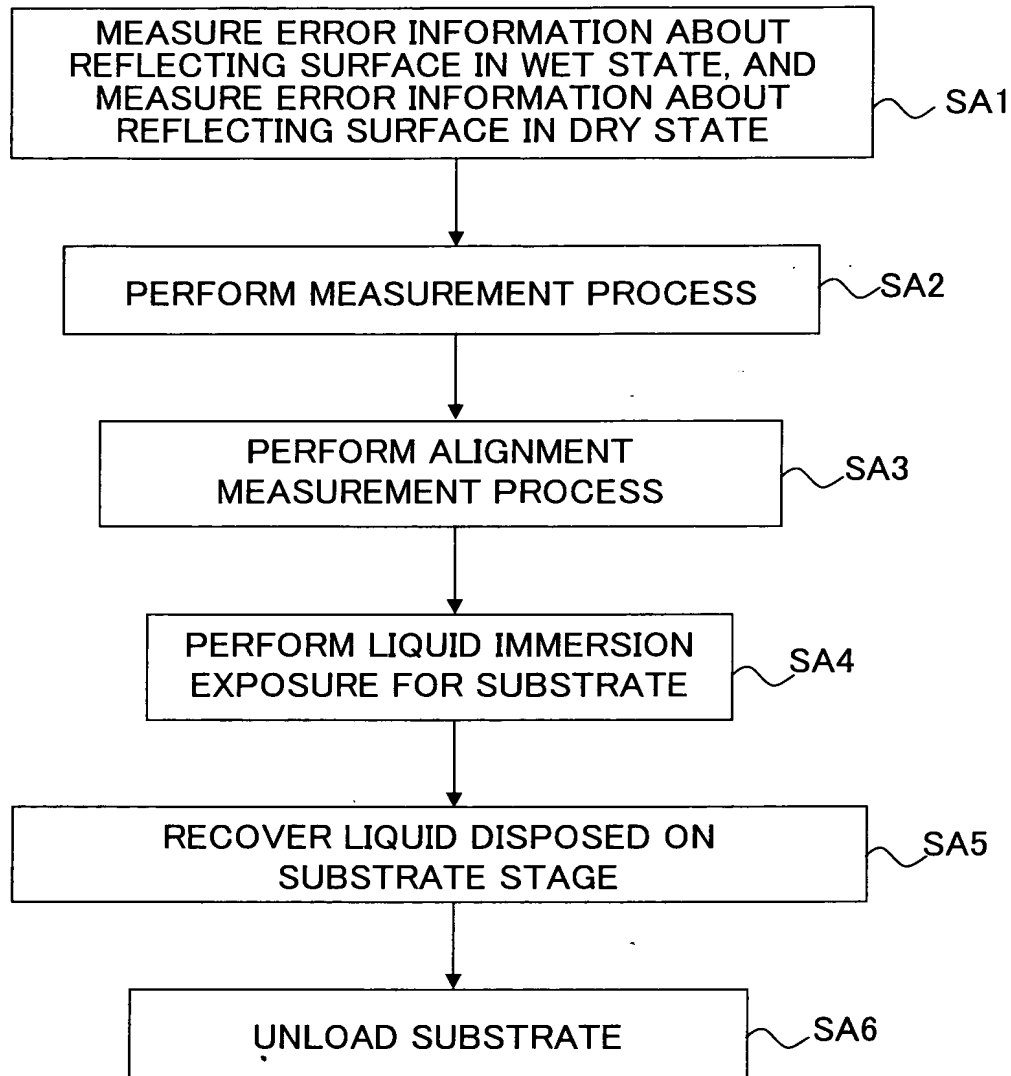 MEASURE ERROR INFORMATION ABOUT
REFLECTING SURFACE IN WET STATE, AND
MEASURE ERROR INFORMATION ABOUT
REFLECTING SURFACE IN DRY STATE
SA1
PERFORM MEASUREMENT PROCESS
SA2
PERFORM ALIGNMENT
MEASUREMENT PROCESS
SA3
PERFORM LIQUID IMMERSION
EXPOSURE FOR SUBSTRATE
SA4
RECOVER LIQUID DISPOSED ON
SUBSTRATE STAGE
SA5
UNLOAD SUBSTRATE
SA6